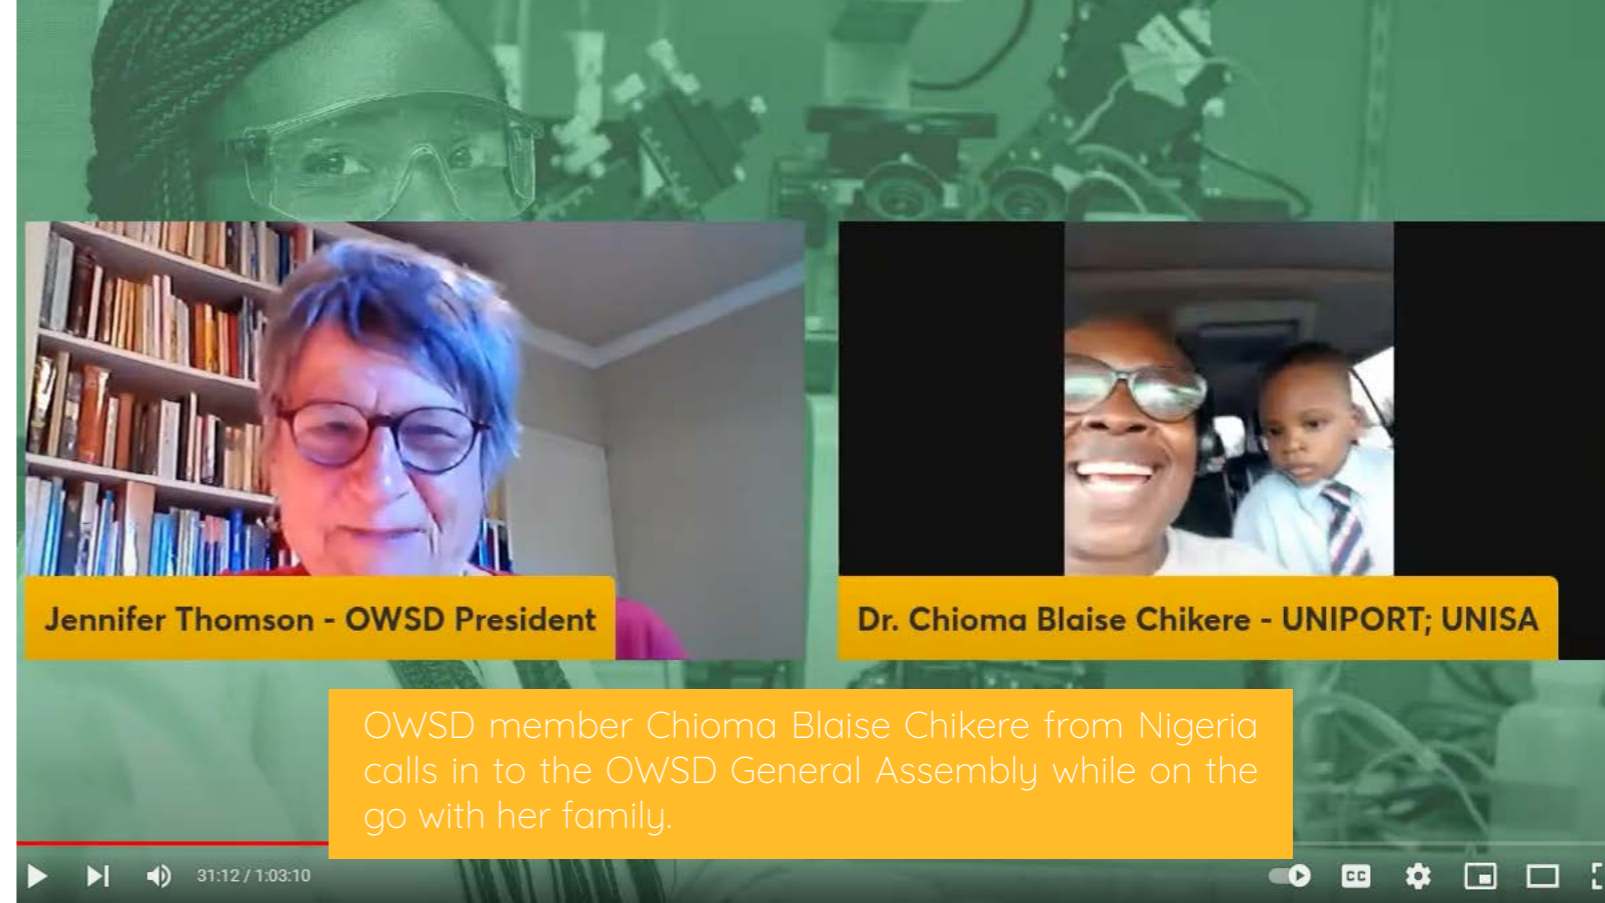 Jennifer Thomson - OWSD President
Dr. Chioma Blaise Chikere - UNIPORT; UNISA
OWSD member Chioma Blaise Chikere from Nigeria
calls in to the OWSD General Assembly while on the
go with her family.
31:12 / 1:03:10
CC